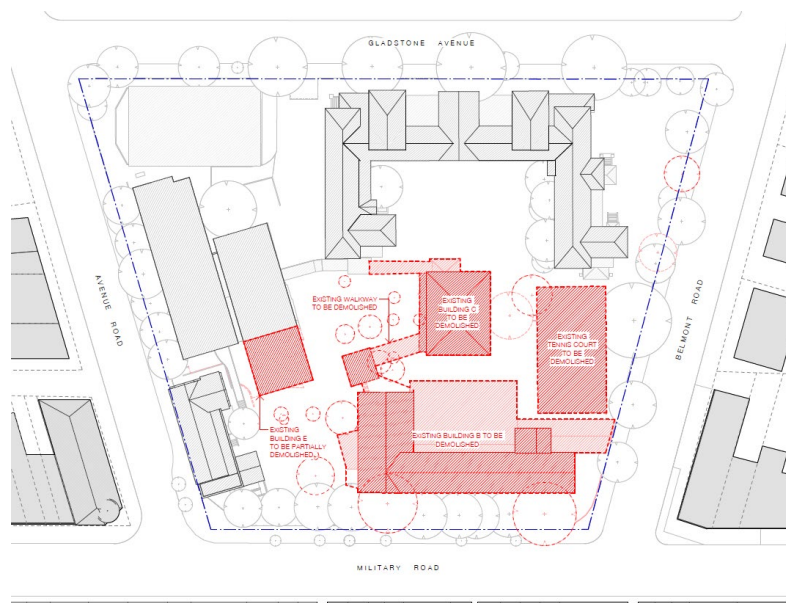 GLADSTONE AVENUE
AVENUE ROAD
BELMONT ROAD
EXISTING WALKWAY
TO BE DEMOLISHED
EXISTING
BUILDING C
TO BE
DEMOLISHED
EXISTING
TENNIS COURT
TO BE
DEMOLISHED
EXISTING
BUILDING E
TO BE PARTIALLY
DEMOLISHED
EXISTING BUILDING B TO BE
DEMOLISHED
MILITARY ROAD